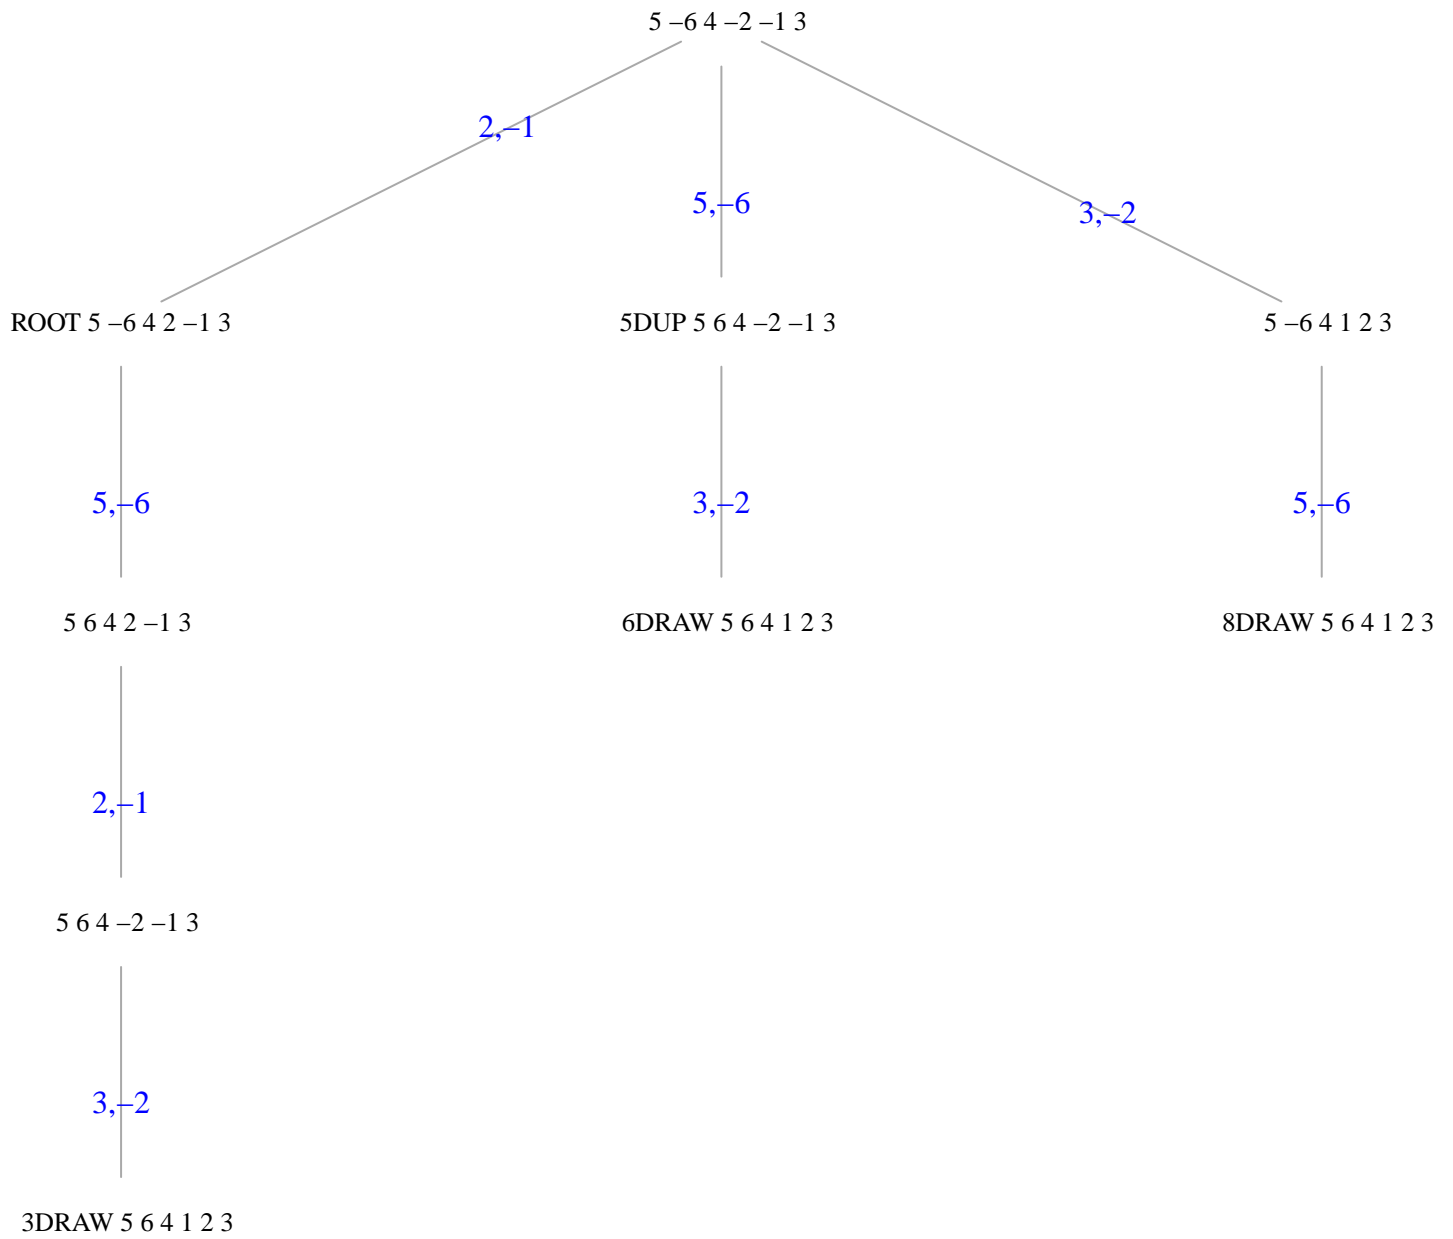 5 –6 4 –2 –1 3
2,–1
5,–6
3,–2
ROOT 5 –6 4 2 –1 3
5DUP 5 6 4 –2 –1 3
5 –6 4 1 2 3
5,–6
3,–2
5,–6
5 6 4 2 –1 3
6DRAW 5 6 4 1 2 3
8DRAW 5 6 4 1 2 3
2,–1
5 6 4 –2 –1 3
3,–2
3DRAW 5 6 4 1 2 3